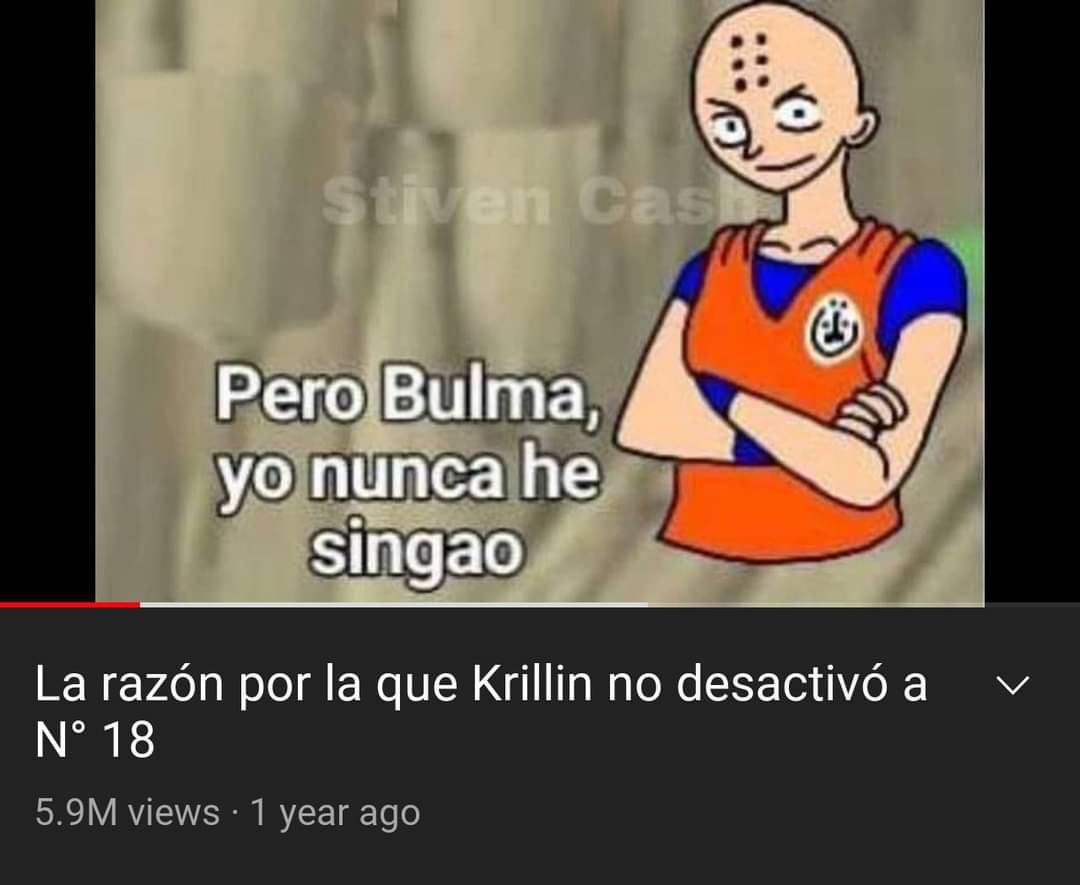 Stiven Cash
Pero Bulma,
yo nunca he
singao
La razón por la que Krillin no desactivó a
N° 18
5.9M views · 1 year ago